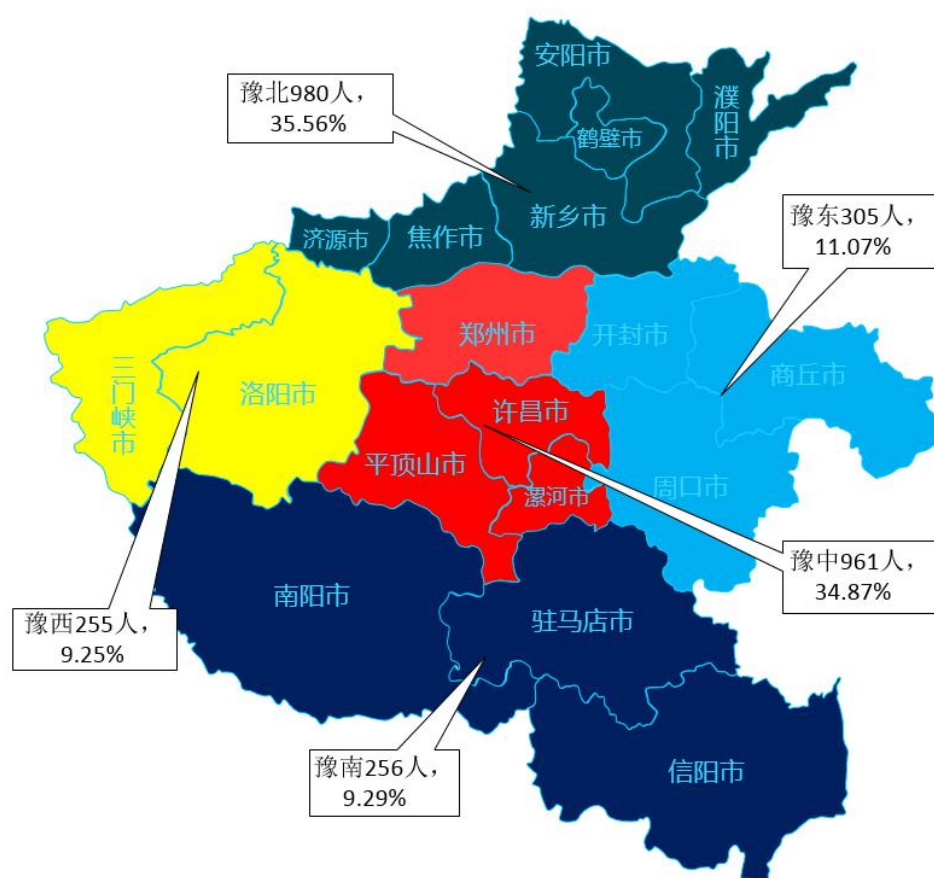 安阳市
濮阳市
豫北980人，
35.56%
鹤壁市
新乡市
豫东305人，
11.07%
济源市
焦作市
郑州市
开封市
商丘市
三门峡市
洛阳市
许昌市
平顶山市
漯河市
周口市
豫中961人，
34.87%
南阳市
驻马店市
豫西255人，
9.25%
豫南256人，
9.29%
信阳市